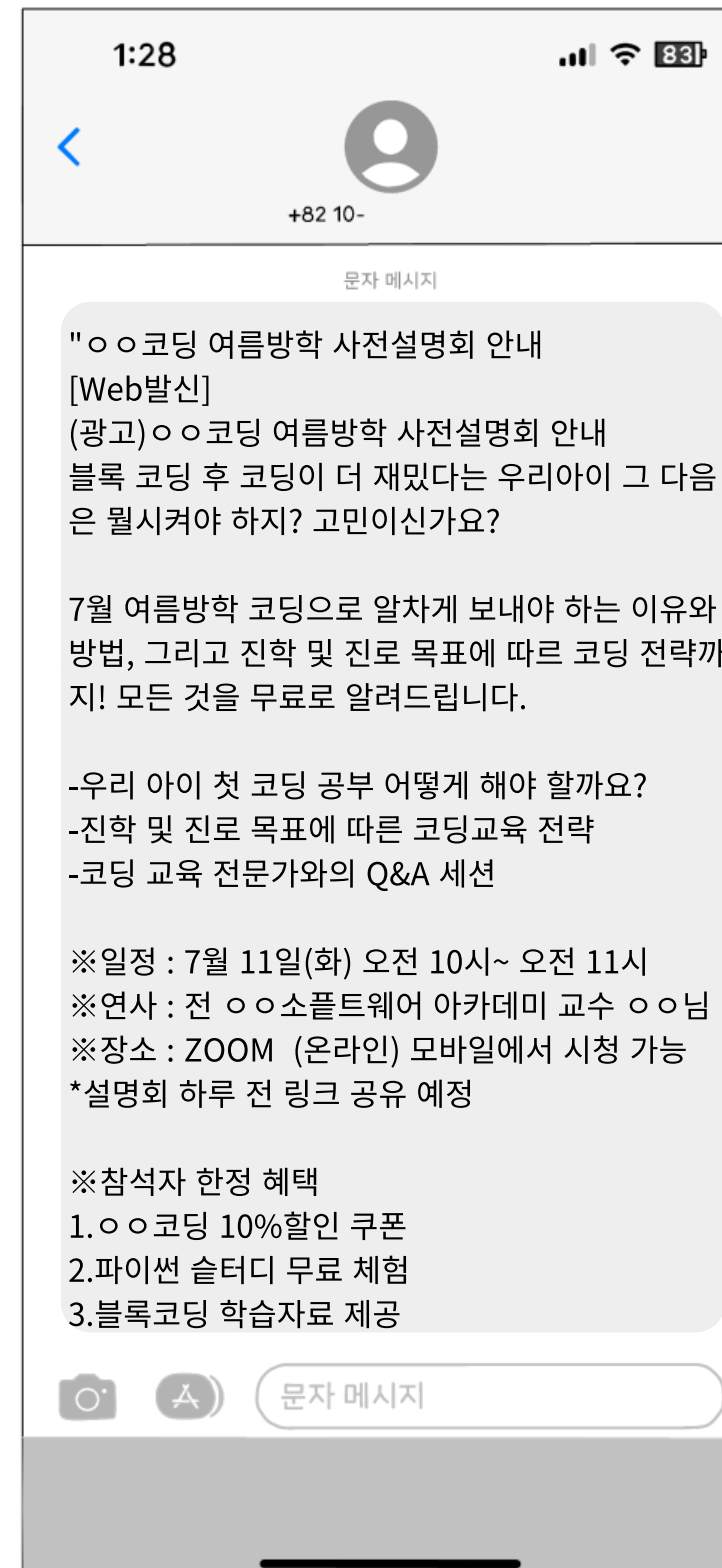 1:28
83
+82 10-
문자 메시지
"ㅇㅇ코딩 여름방학 사전설명회 안내
[Web발신]
(광고)ㅇㅇ코딩 여름방학 사전설명회 안내
블록 코딩 후 코딩이 더 재밌다는 우리아이 그 다음
은 뭘시켜야 하지? 고민이신가요?
7월 여름방학 코딩으로 알차게 보내야 하는 이유와
방법, 그리고 진학 및 진로 목표에 따르 코딩 전략까
지! 모든 것을 무료로 알려드립니다.
-우리 아이 첫 코딩 공부 어떻게 해야 할까요?
-진학 및 진로 목표에 따른 코딩교육 전략
-코딩 교육 전문가와의 Q&A 세션
※일정 : 7월 11일(화) 오전 10시~ 오전 11시
※연사 : 전 ㅇㅇ소픝트웨어 아카데미 교수 ㅇㅇ님
※장소 : ZOOM  (온라인) 모바일에서 시청 가능
*설명회 하루 전 링크 공유 예정
※참석자 한정 혜택
1.ㅇㅇ코딩 10%할인 쿠폰
2.파이썬 슽터디 무료 체험
3.블록코딩 학습자료 제공
문자 메시지